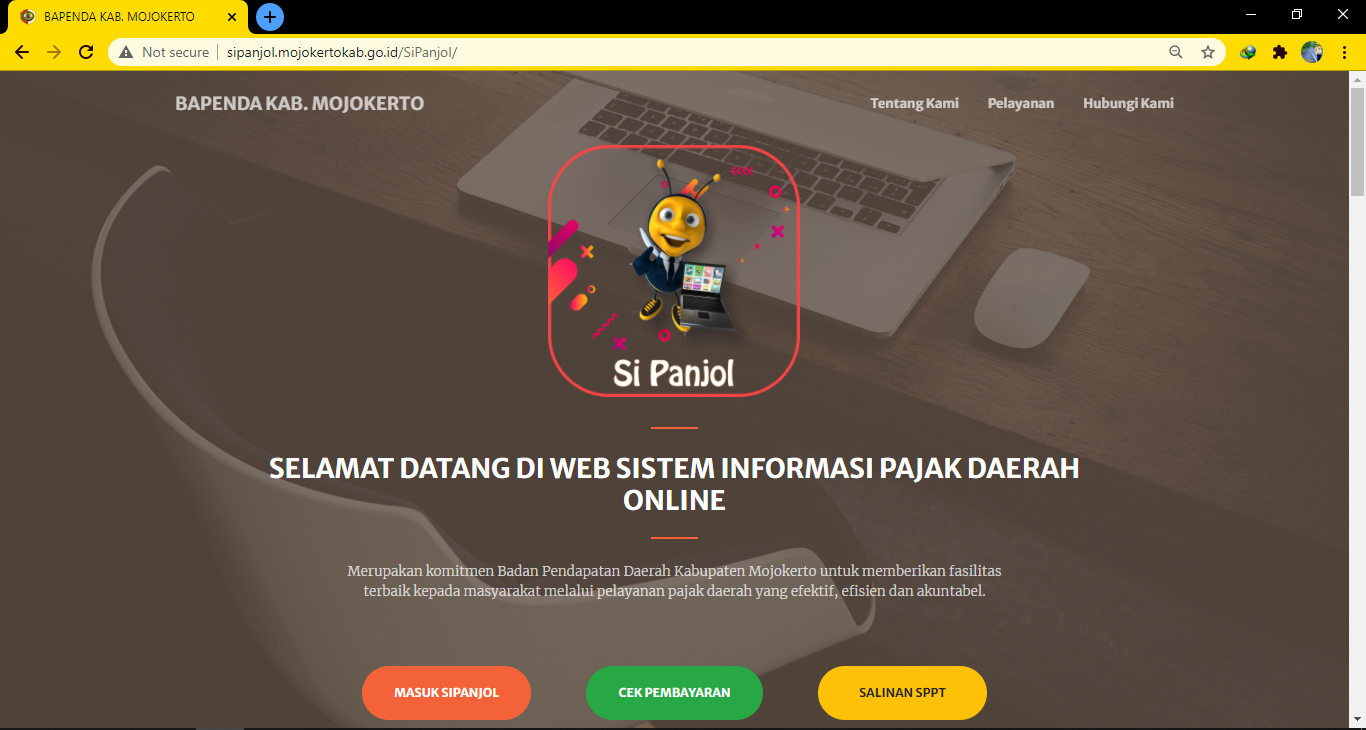 BAPENDA KAB. MOJOKERTO
Not secure
sipanjol.mojokertokab.go.id/SiPanjol/
BAPENDA KAB. MOJOKERTO
Tentang Kami
Pelayanan
Hubungi Kami
Si Panjol
SELAMAT DATANG DI WEB SISTEM INFORMASI PAJAK DAERAH
ONLINE
Merupakan komitmen Badan Pendapatan Daerah Kabupaten Mojokerto untuk memberikan fasilitas
terbaik kepada masyarakat melalui pelayanan pajak daerah yang efektif, efisien dan akuntabel.
MASUK SIPANJOL
CEK PEMBAYARAN
SALINAN SPPT